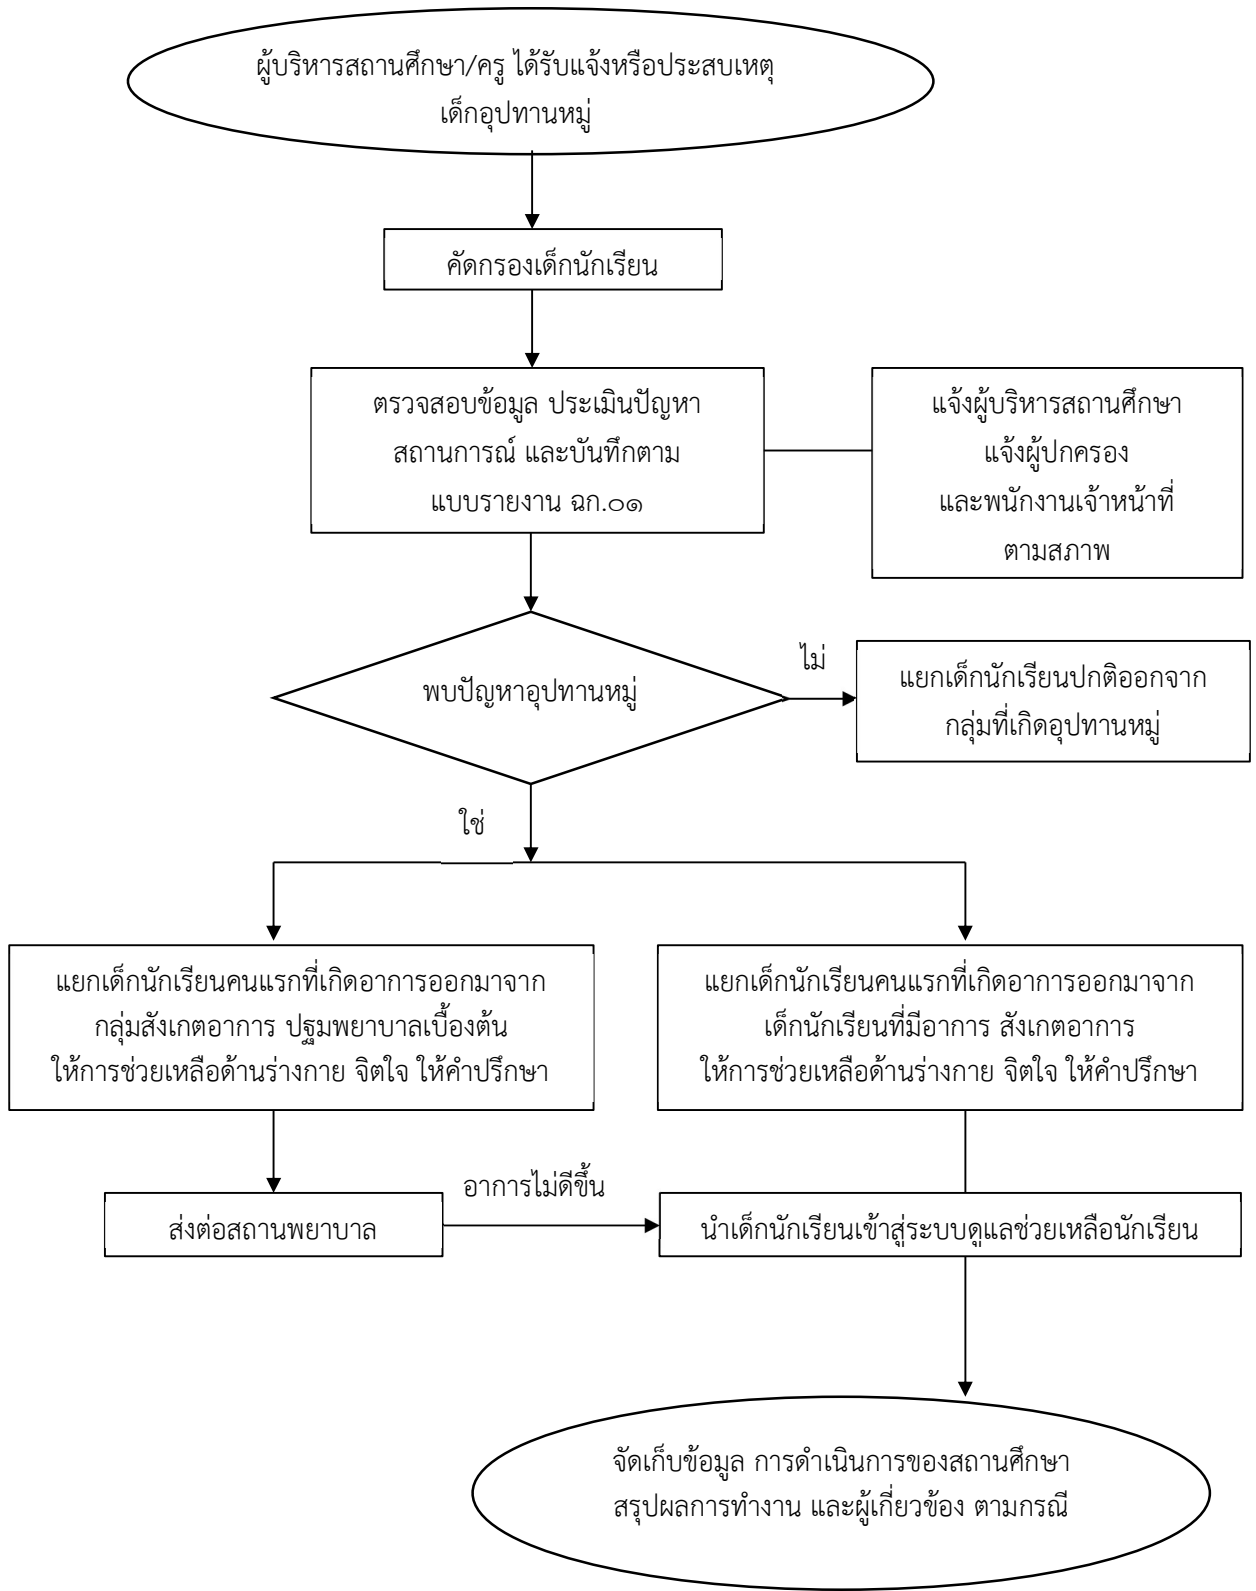 ผู้บริหารสถานศึกษา/ครู ได้รับแจ้งหรือประสบเหตุ
เด็กอุปทานหมู่
คัดกรองเด็กนักเรียน
ตรวจสอบข้อมูล ประเมินปัญหา
สถานการณ์ และบันทึกตาม
แบบรายงาน ฉก.๐๑
แจ้งผู้บริหารสถานศึกษา
แจ้งผู้ปกครอง
และพนักงานเจ้าหน้าที่
ตามสภาพ
พบปัญหาอุปทานหมู่
ไม่
แยกเด็กนักเรียนปกติออกจาก
กลุ่มที่เกิดอุปทานหมู่
ใช่
แยกเด็กนักเรียนคนแรกที่เกิดอาการออกมาจาก
กลุ่มสังเกตอาการ ปฐมพยาบาลเบื้องต้น
ให้การช่วยเหลือด้านร่างกาย จิตใจ ให้คำปรึกษา
แยกเด็กนักเรียนคนแรกที่เกิดอาการออกมาจาก
เด็กนักเรียนที่มีอาการ สังเกตอาการ
ให้การช่วยเหลือด้านร่างกาย จิตใจ ให้คำปรึกษา
ส่งต่อสถานพยาบาล
อาการไม่ดีขึ้น
นำเด็กนักเรียนเข้าสู่ระบบดูแลช่วยเหลือนักเรียน
จัดเก็บข้อมูล การดำเนินการของสถานศึกษา
สรุปผลการทำงาน และผู้เกี่ยวข้อง ตามกรณี